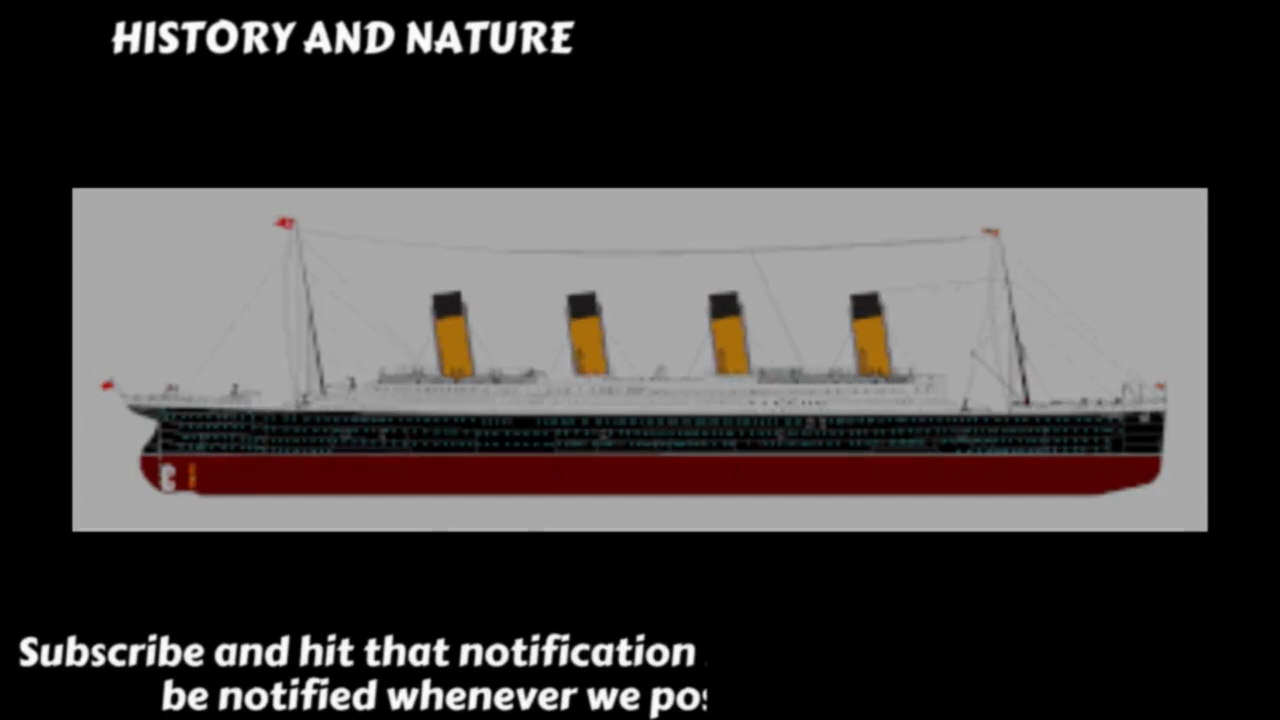 HISTORY AND NATURE
Subscribe and hit that notification
be notified whenever we